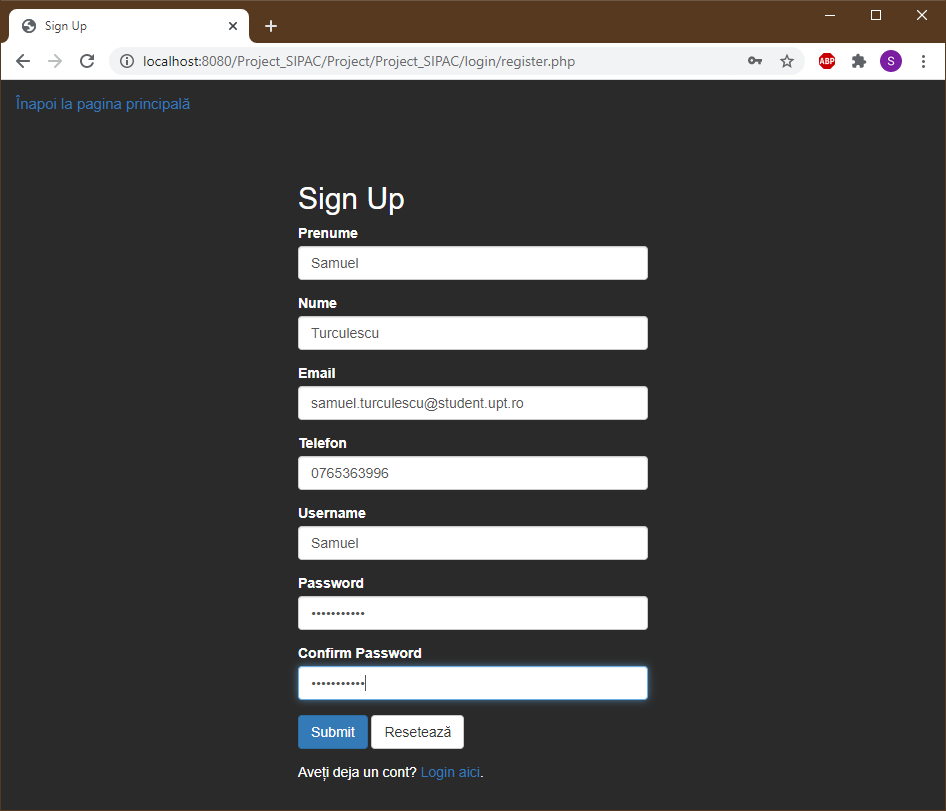 Sign Up
localhost:8080/Project_SIPAC/Project/Project_SIPAC/login/register.php
ABP
S
Înapoi la pagina principală
Sign Up
Prenume
Samuel
Nume
Turculescu
Email
samuel.turculescu@student.upt.ro
Telefon
0765363996
Username
Samuel
Password
•••••••••••
Confirm Password
•••••••••••
Submit Resetează
Aveți deja un cont? Login aici.